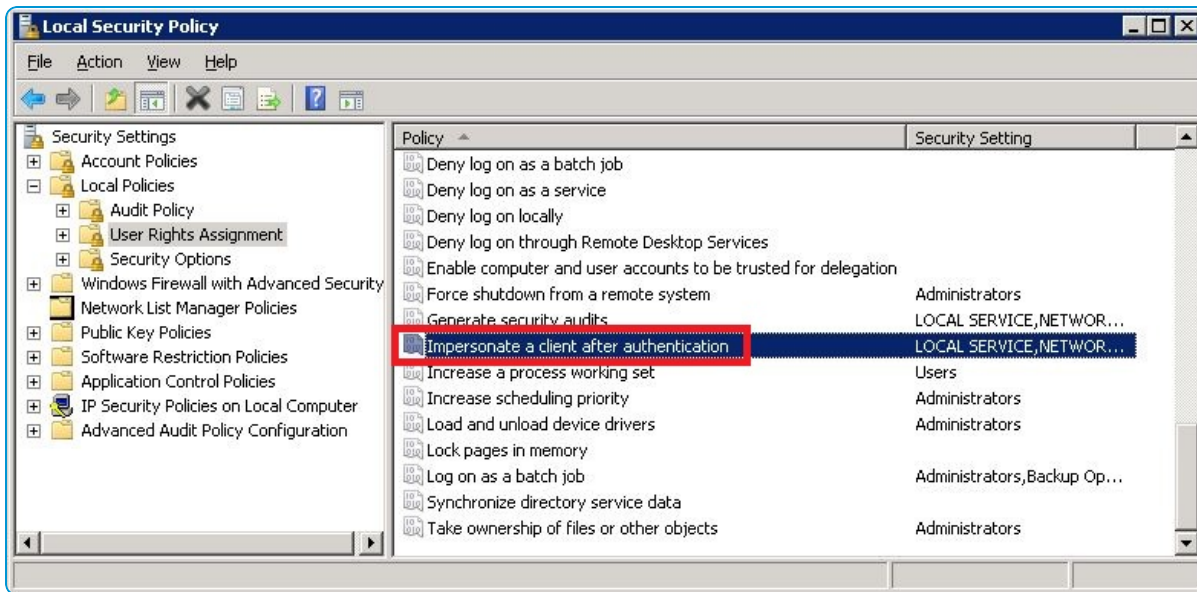 Local Security Policy
File Action View Help
Security Settings
Account Policies
Local Policies
Audit Policy
User Rights Assignment
Security Options
Windows Firewall with Advanced Security
Network List Manager Policies
Public Key Policies
Software Restriction Policies
Application Control Policies
IP Security Policies on Local Computer
Advanced Audit Policy Configuration
Policy Security Setting
Deny log on as a batch job
Deny log on as a service
Deny log on locally
Deny log on through Remote Desktop Services
Enable computer and user accounts to be trusted for delegation
Force shutdown from a remote system Administrators
Generate security audits LOCAL SERVICE,NETWOR...
Impersonate a client after authentication LOCAL SERVICE,NETWOR...
Increase a process working set Users
Increase scheduling priority Administrators
Load and unload device drivers Administrators
Lock pages in memory
Log on as a batch job Administrators,Backup Op...
Synchronize directory service data
Take ownership of files or other objects Administrators